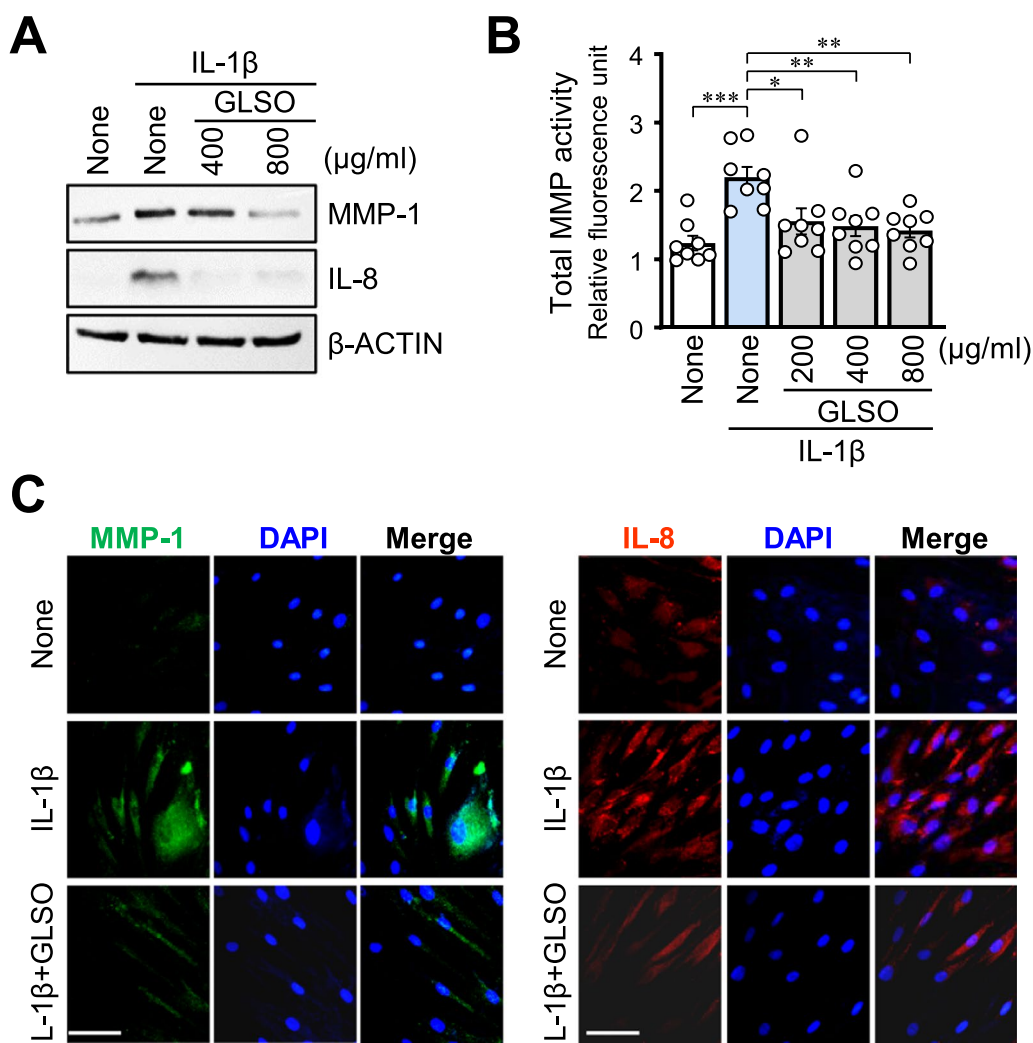 A
IL-1β
GLSO
None
None
400
800
(μg/ml)
MMP-1
IL-8
β-ACTIN
B
Total MMP activity
Relative fluorescence unit
4
3
2
1
0
***
*
**
**
None
None
200
400
800
(μg/ml)
GLSO
IL-1β
C
MMP-1
DAPI
Merge
None
IL-1β
L-1β+GLSO
IL-8
DAPI
Merge
None
IL-1β
L-1β+GLSO